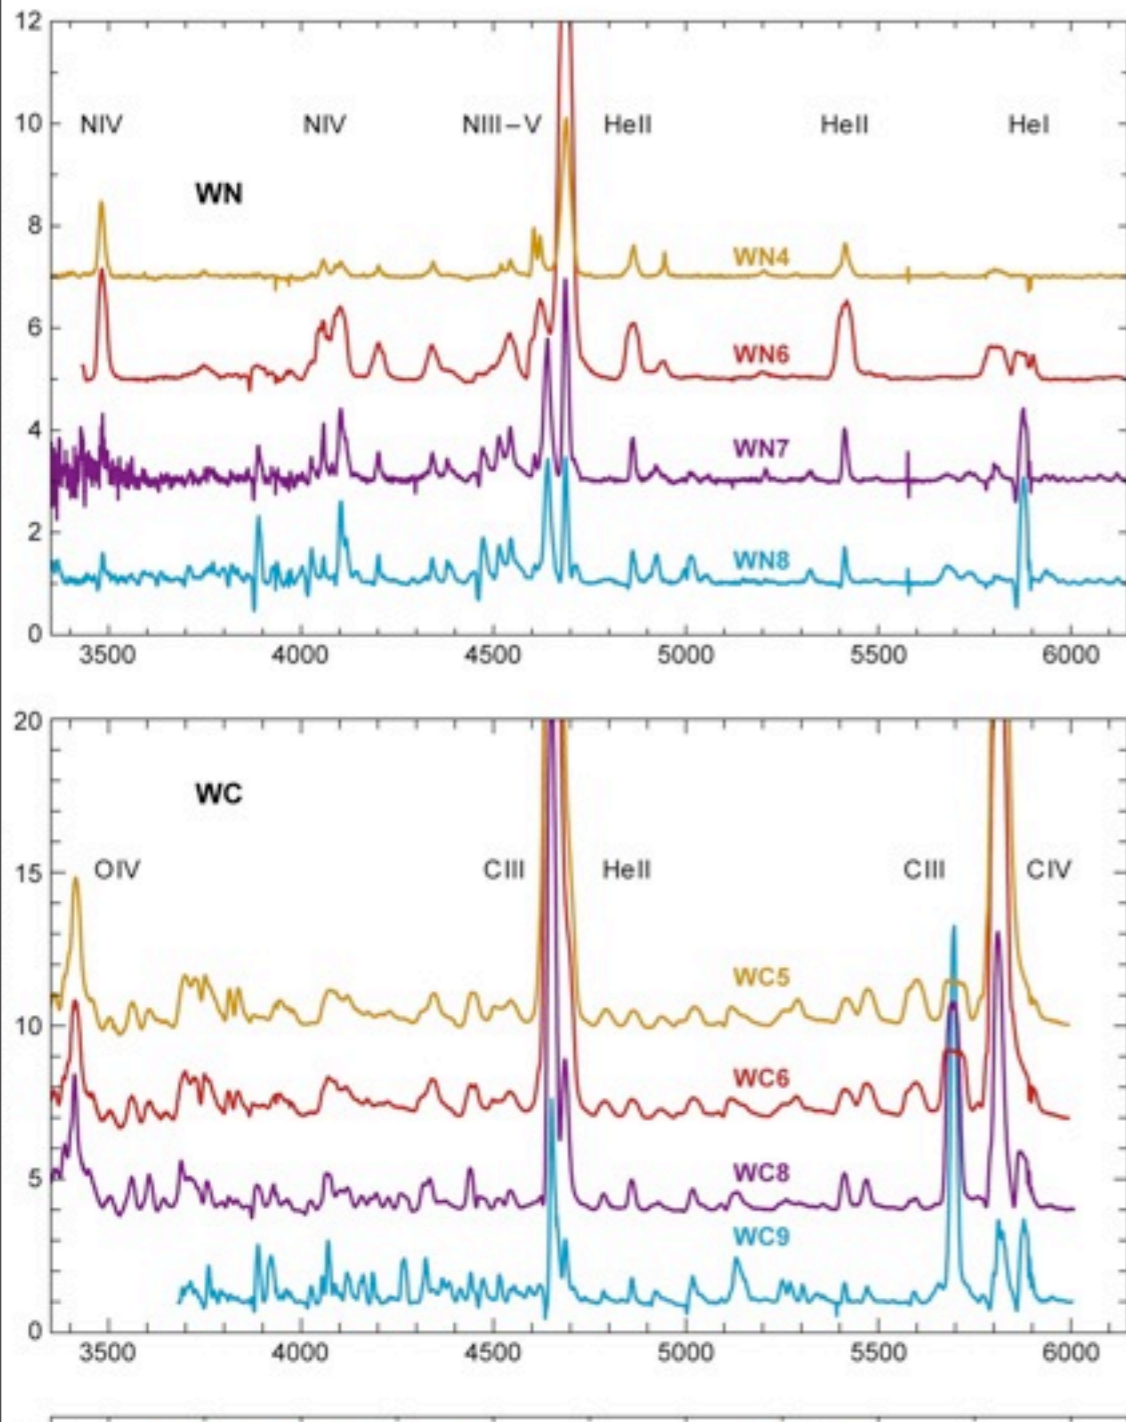 12
NIV NIV NIII–V HeII HeII HeI
10
WN
8
WN4
6
WN6
4
WN7
2
WN8
0
3500 4000 4500 5000 5500 6000
20
WC
15
OIV CIII HeII CIII CIV
WC5
10
WC6
5
WC8
WC9
0
3500 4000 4500 5000 5500 6000